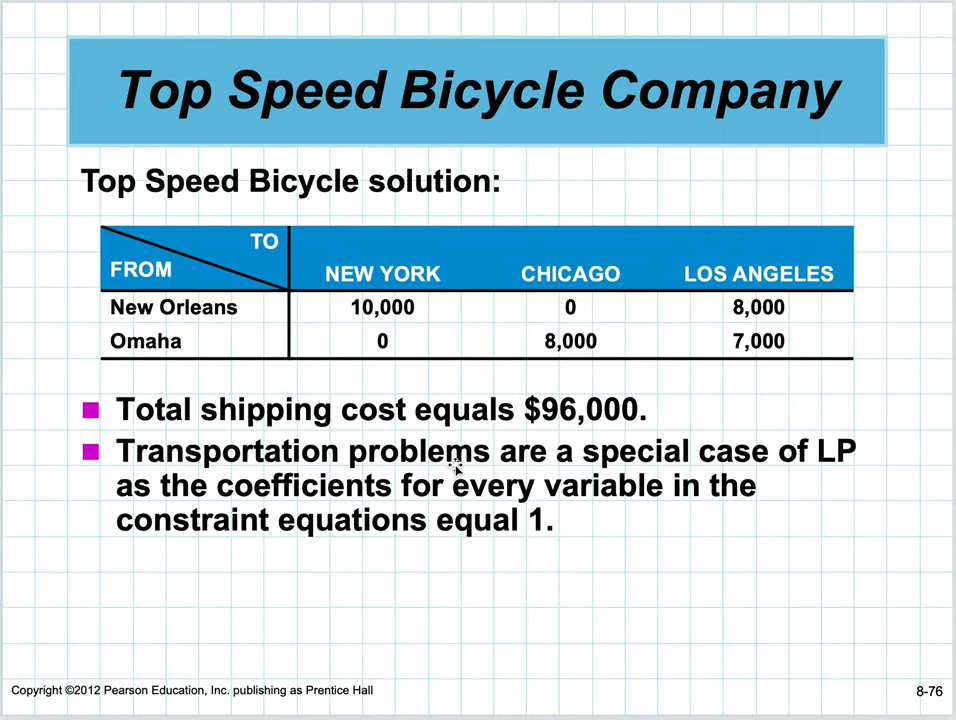 Top Speed Bicycle Company
Top Speed Bicycle solution:
TO
FROM NEW YORK CHICAGO LOS ANGELES
New Orleans 10,000 0 8,000
Omaha 0 8,000 7,000
Total shipping cost equals $96,000.
Transportation problems are a special case of LP
as the coefficients for every variable in the
constraint equations equal 1.
Copyright ©2012 Pearson Education, Inc. publishing as Prentice Hall 8-76